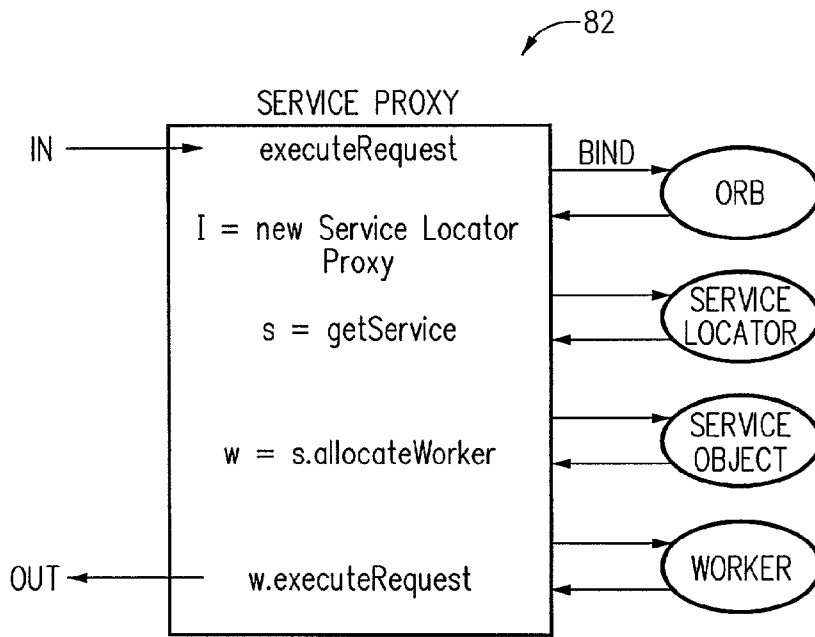 82
SERVICE PROXY
IN
executeRequest
BIND
ORB
I = new Service Locator
Proxy
SERVICE
LOCATOR
s = getService
SERVICE
OBJECT
w = s.allocateWorker
WORKER
OUT
w.executeRequest